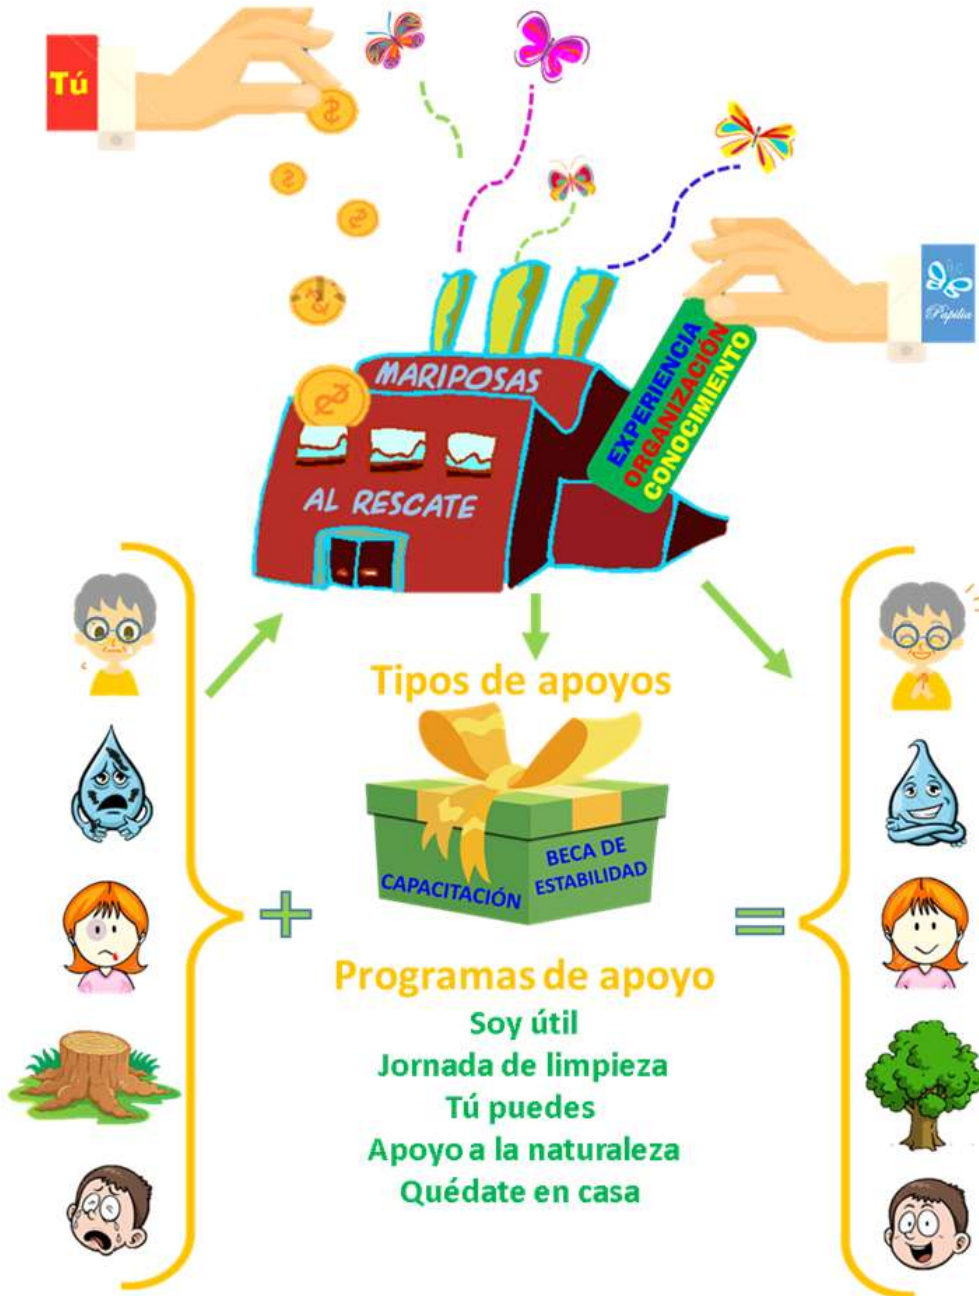 Tú
Papilia
MARIPOSAS
AL RESCATE
EXPERIENCIA
ORGANIZACIÓN
CONOCIMIENTO
Tipos de apoyos
CAPACITACIÓN
BECA DE
ESTABILIDAD
Programas de apoyo
Soy útil
Jornada de limpieza
Tú puedes
Apoyo a la naturaleza
Quédate en casa